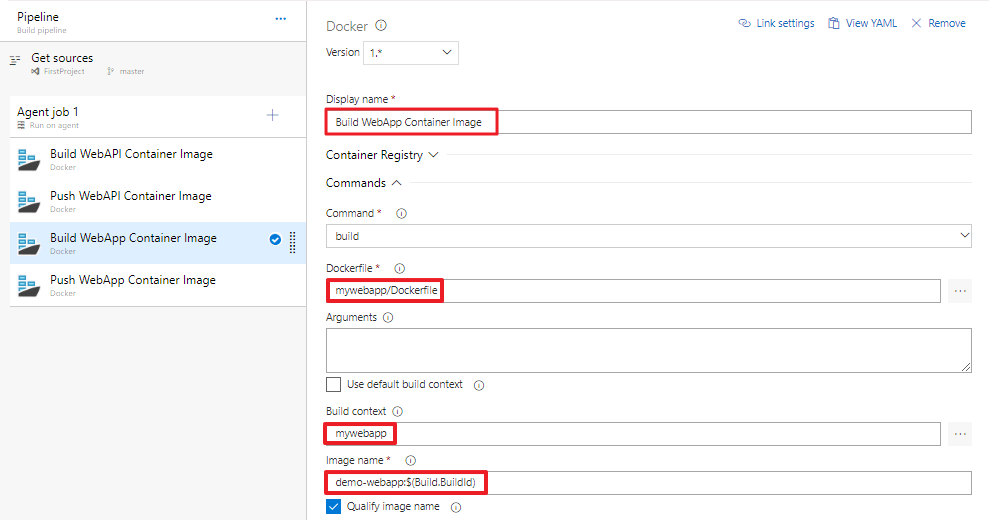 Pipeline
Build pipeline
Get sources
FirstProject master
Agent job 1
Run on agent
Build WebAPI Container Image
Docker
Push WebAPI Container Image
Docker
Build WebApp Container Image
Docker
Push WebApp Container Image
Docker
Docker
Link settings View YAML Remove
Version 1.*
Display name *
Build WebApp Container Image
Container Registry
Commands
Command *
build
Dockerfile *
mywebapp/Dockerfile
Arguments
Use default build context
Build context
mywebapp
Image name *
demo-webapp:$(Build.BuildId)
Qualify image name